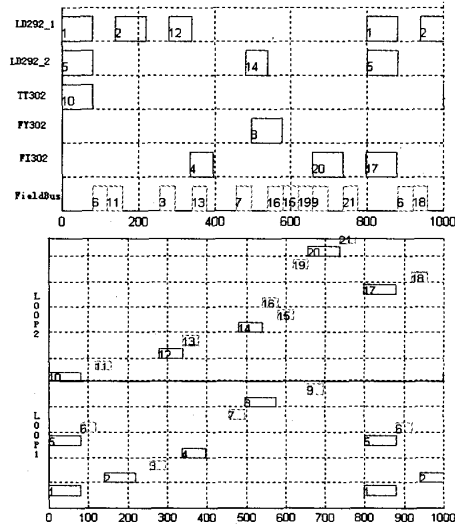 LD292_1 1 2 12 1 2
LD292_2 5 14 5
TT302 10
FY302 8
FI302 4 20 17
FieldBus 6 11 3 13 7 16 15 19 9 21 6 18
0 200 400 600 800 1000
21
20
19
18
17
16
15
14
13
12
11
10
LOOP2
9
8
7
6 6
5 5
4
3
2 2
1 1
LOOP1
0 100 200 300 400 500 600 700 800 900 1000